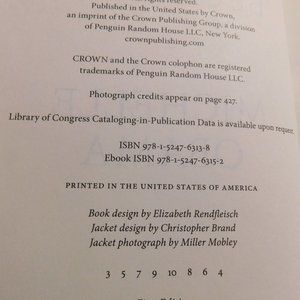 rights reserved.
Published in the United States by Crown,
an imprint of the Crown Publishing Group, a division
of Penguin Random House LLC, New York.
crownpublishing.com
CROWN and the Crown colophon are registered
trademarks of Penguin Random House LLC.
Photograph credits appear on page 427.
Library of Congress Cataloging-in-Publication Data is available upon request.
ISBN 978-1-5247-6313-8
Ebook ISBN 978-1-5247-6315-2
PRINTED IN THE UNITED STATES OF AMERICA
Book design by Elizabeth Rendfleisch
Jacket design by Christopher Brand
Jacket photograph by Miller Mobley
3 5 7 9 10 8 6 4